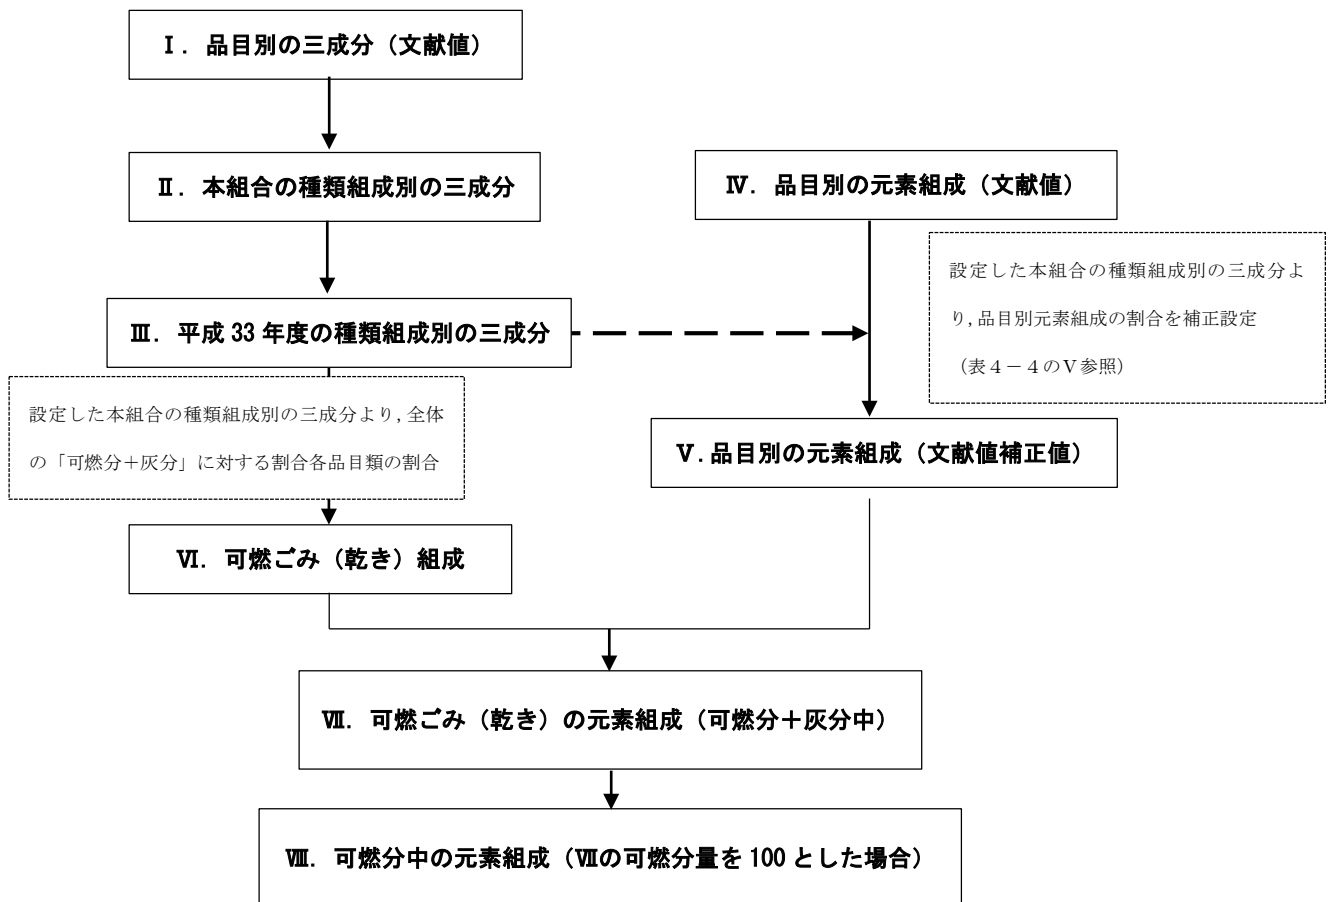 Ⅰ．品目別の三成分（文献値）
Ⅱ．本組合の種類組成別の三成分
Ⅳ．品目別の元素組成（文献値）
設定した本組合の種類組成別の三成分よ
り，品目別元素組成の割合を補正設定
（表４－４のⅤ参照）
Ⅲ．平成 33 年度の種類組成別の三成分
設定した本組合の種類組成別の三成分より，全体
の「可燃分＋灰分」に対する割合各品目類の割合
Ⅴ．品目別の元素組成（文献値補正値）
Ⅵ．可燃ごみ（乾き）組成
Ⅶ．可燃ごみ（乾き）の元素組成（可燃分＋灰分中）
Ⅷ．可燃分中の元素組成（Ⅶの可燃分量を 100 とした場合）